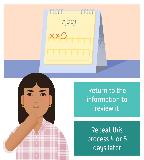 Return to the
information to
review it
Repeat this
process 4 or 5
days later